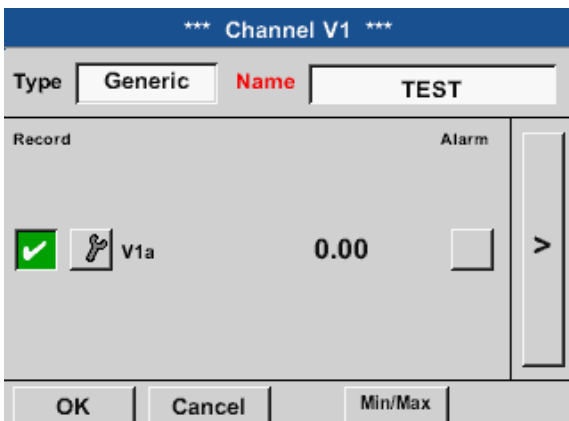 *** Channel V1 ***
Type Generic Name TEST
Record Alarm
V1a 0.00 >
OK Cancel Min/Max